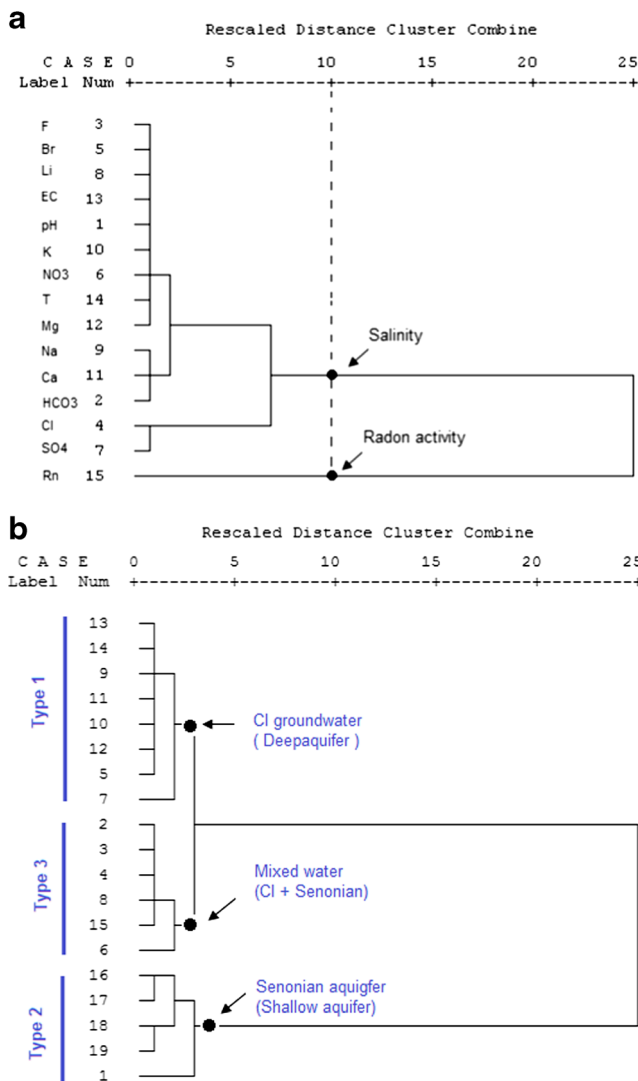 a
Rescaled Distance Cluster Combine
C A S E 0 5 10 15 20 25
Label Num
F 3
Br 5
Li 8
EC 13
pH 1
K 10
NO3 6
T 14
Mg 12
Na 9
Ca 11
HCO3 2
Cl 4
SO4 7
Rn 15
Salinity
Radon activity
b
Rescaled Distance Cluster Combine
C A S E 0 5 10 15 20 25
Label Num
Type 1
13
14
9
11
10
12
5
7
CI groundwater
( Deepaquifer )
Type 3
2
3
4
8
15
6
Mixed water
(CI + Senonian)
Type 2
16
17
18
19
1
Senonian aquigfer
(Shallow aquifer)